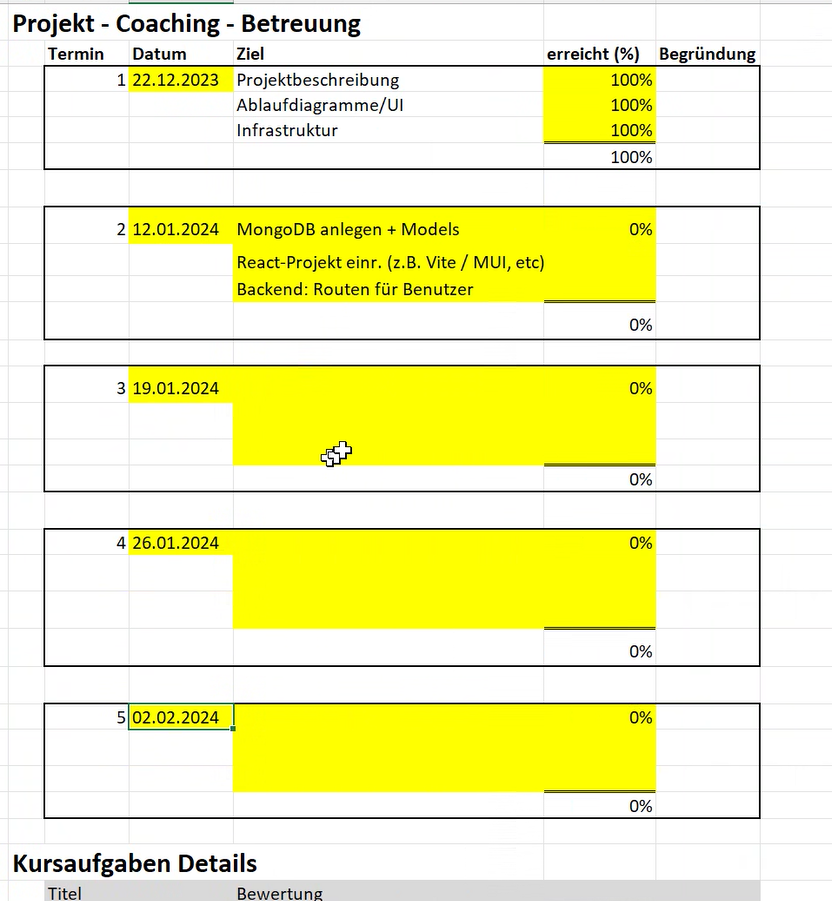 Projekt - Coaching - Betreuung
Termin Datum Ziel erreicht (%) Begründung
1 22.12.2023 Projektbeschreibung 100%
Ablaufdiagramme/UI 100%
Infrastruktur 100%
100%
2 12.01.2024 MongoDB anlegen + Models 0%
React-Projekt einr. (z.B. Vite / MUI, etc)
Backend: Routen für Benutzer
0%
3 19.01.2024 0%
0%
4 26.01.2024 0%
0%
5 02.02.2024 0%
0%
Kursaufgaben Details
Titel Bewertung